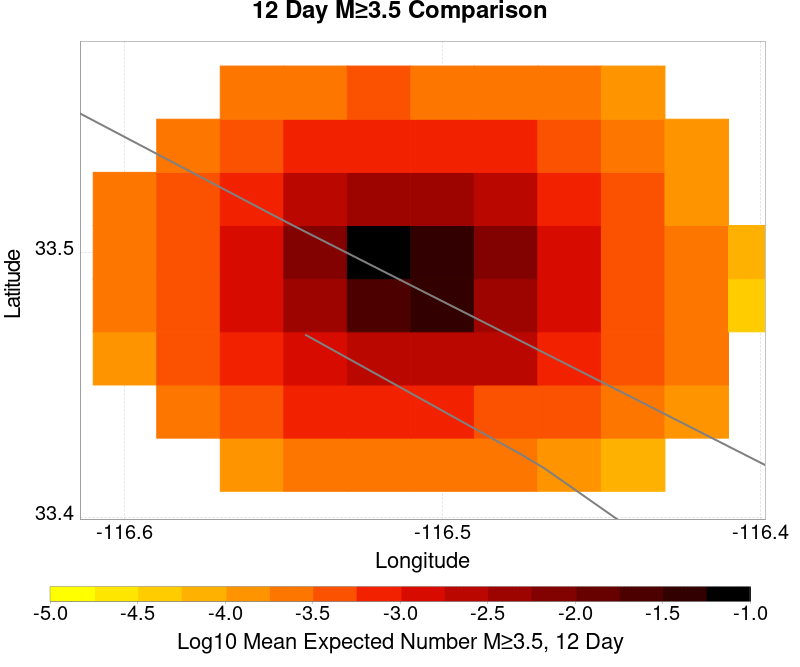 12 Day M≥3.5 Comparison
Latitude
33.5
33.4
-116.6 -116.5 -116.4
Longitude
-5.0 -4.5 -4.0 -3.5 -3.0 -2.5 -2.0 -1.5 -1.0
Log10 Mean Expected Number M≥3.5, 12 Day